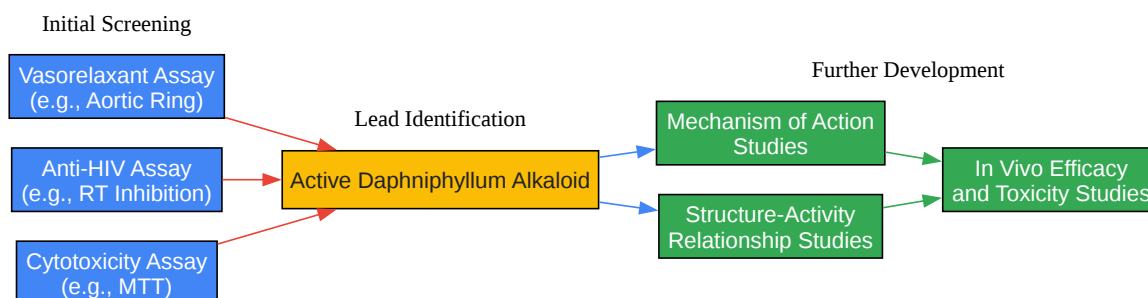 Initial Screening
Vasorelaxant Assay
(e.g., Aortic Ring)
Anti-HIV Assay
(e.g., RT Inhibition)
Cytotoxicity Assay
(e.g., MTT)
Lead Identification
Active Daphniphyllum Alkaloid
Further Development
Mechanism of Action
Studies
Structure-Activity
Relationship Studies
In Vivo Efficacy
and Toxicity Studies